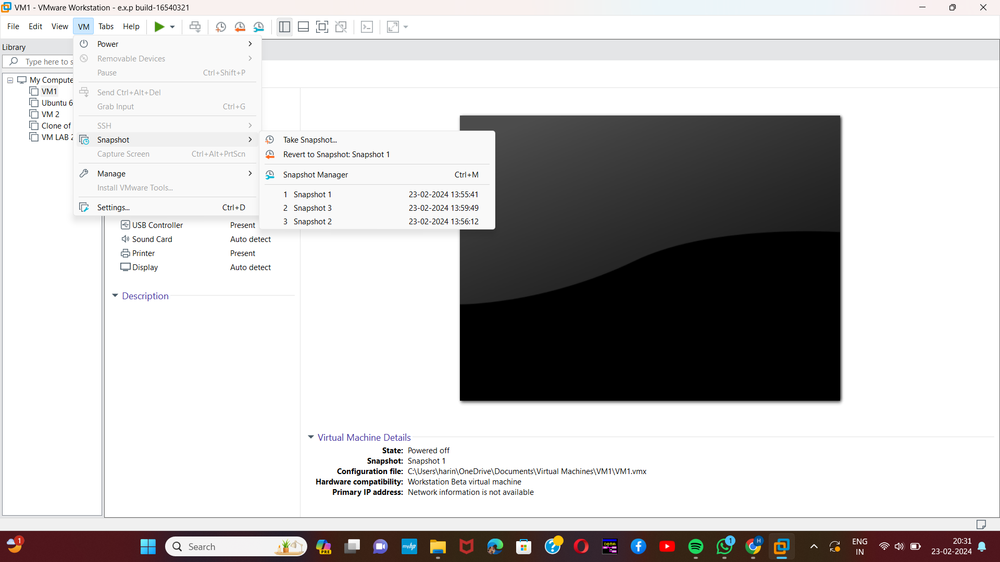 VM1 - VMware Workstation - e.x.p build-16540321
File Edit View VM Tabs Help
Library
Type here to s
My Compute
VM1
Ubuntu 6
VM 2
Clone of
VM LAB 2
Power
Removable Devices
Pause Ctrl+Shift+P
Send Ctrl+Alt+Del
Grab Input Ctrl+G
SSH
Snapshot
Capture Screen Ctrl+Alt+PrtScn
Manage
Install VMware Tools...
Settings... Ctrl+D
Take Snapshot...
Revert to Snapshot: Snapshot 1
Snapshot Manager Ctrl+M
1 Snapshot 1 23-02-2024 13:55:41
2 Snapshot 3 23-02-2024 13:59:49
3 Snapshot 2 23-02-2024 13:56:12
USB Controller Present
Sound Card Auto detect
Printer Present
Display Auto detect
Description
Virtual Machine Details
State: Powered off
Snapshot: Snapshot 1
Configuration file: C:\Users\harin\OneDrive\Documents\Virtual Machines\VM1\VM1.vmx
Hardware compatibility: Workstation Beta virtual machine
Primary IP address: Network information is not available
1
Search
PRE
myhp
DATA
1
H
ENG
IN
20:31
23-02-2024